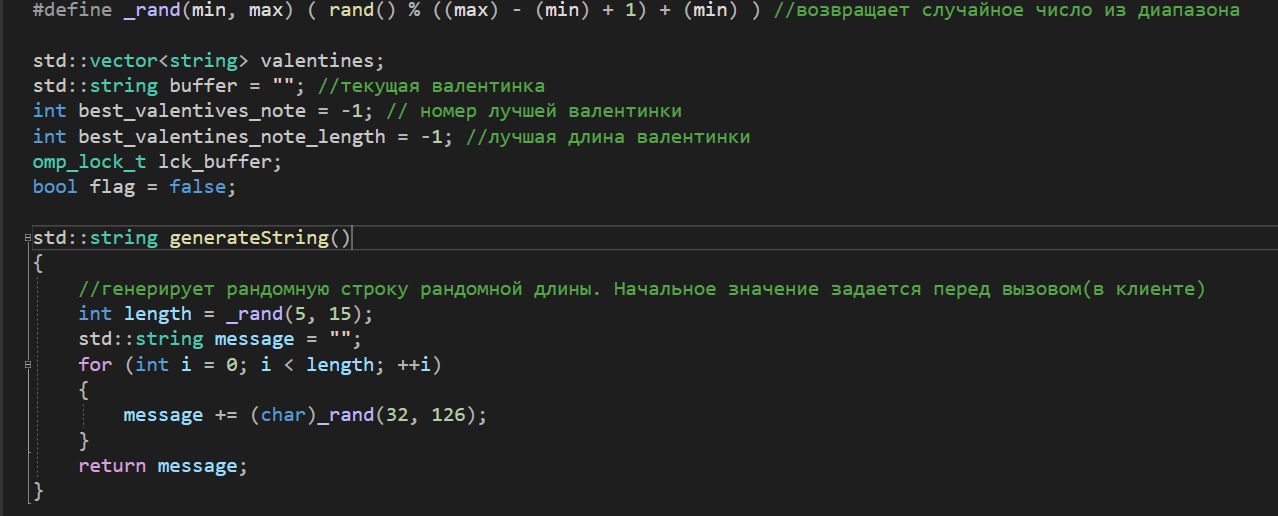 #define _rand(min, max) ( rand() % ((max) - (min) + 1) + (min) ) //возвращает случайное число из диапазона
std::vector<string> valentines;
std::string buffer = ""; //текущая валентинка
int best_valentives_note = -1; // номер лучшей валентинки
int best_valentines_note_length = -1; //лучшая длина валентинки
omp_lock_t lck_buffer;
bool flag = false;
std::string generateString()
{
//генерирует рандомную строку рандомной длины. Начальное значение задается перед вызовом(в клиенте)
int length = _rand(5, 15);
std::string message = "";
for (int i = 0; i < length; ++i)
{
message += (char)_rand(32, 126);
}
return message;
}